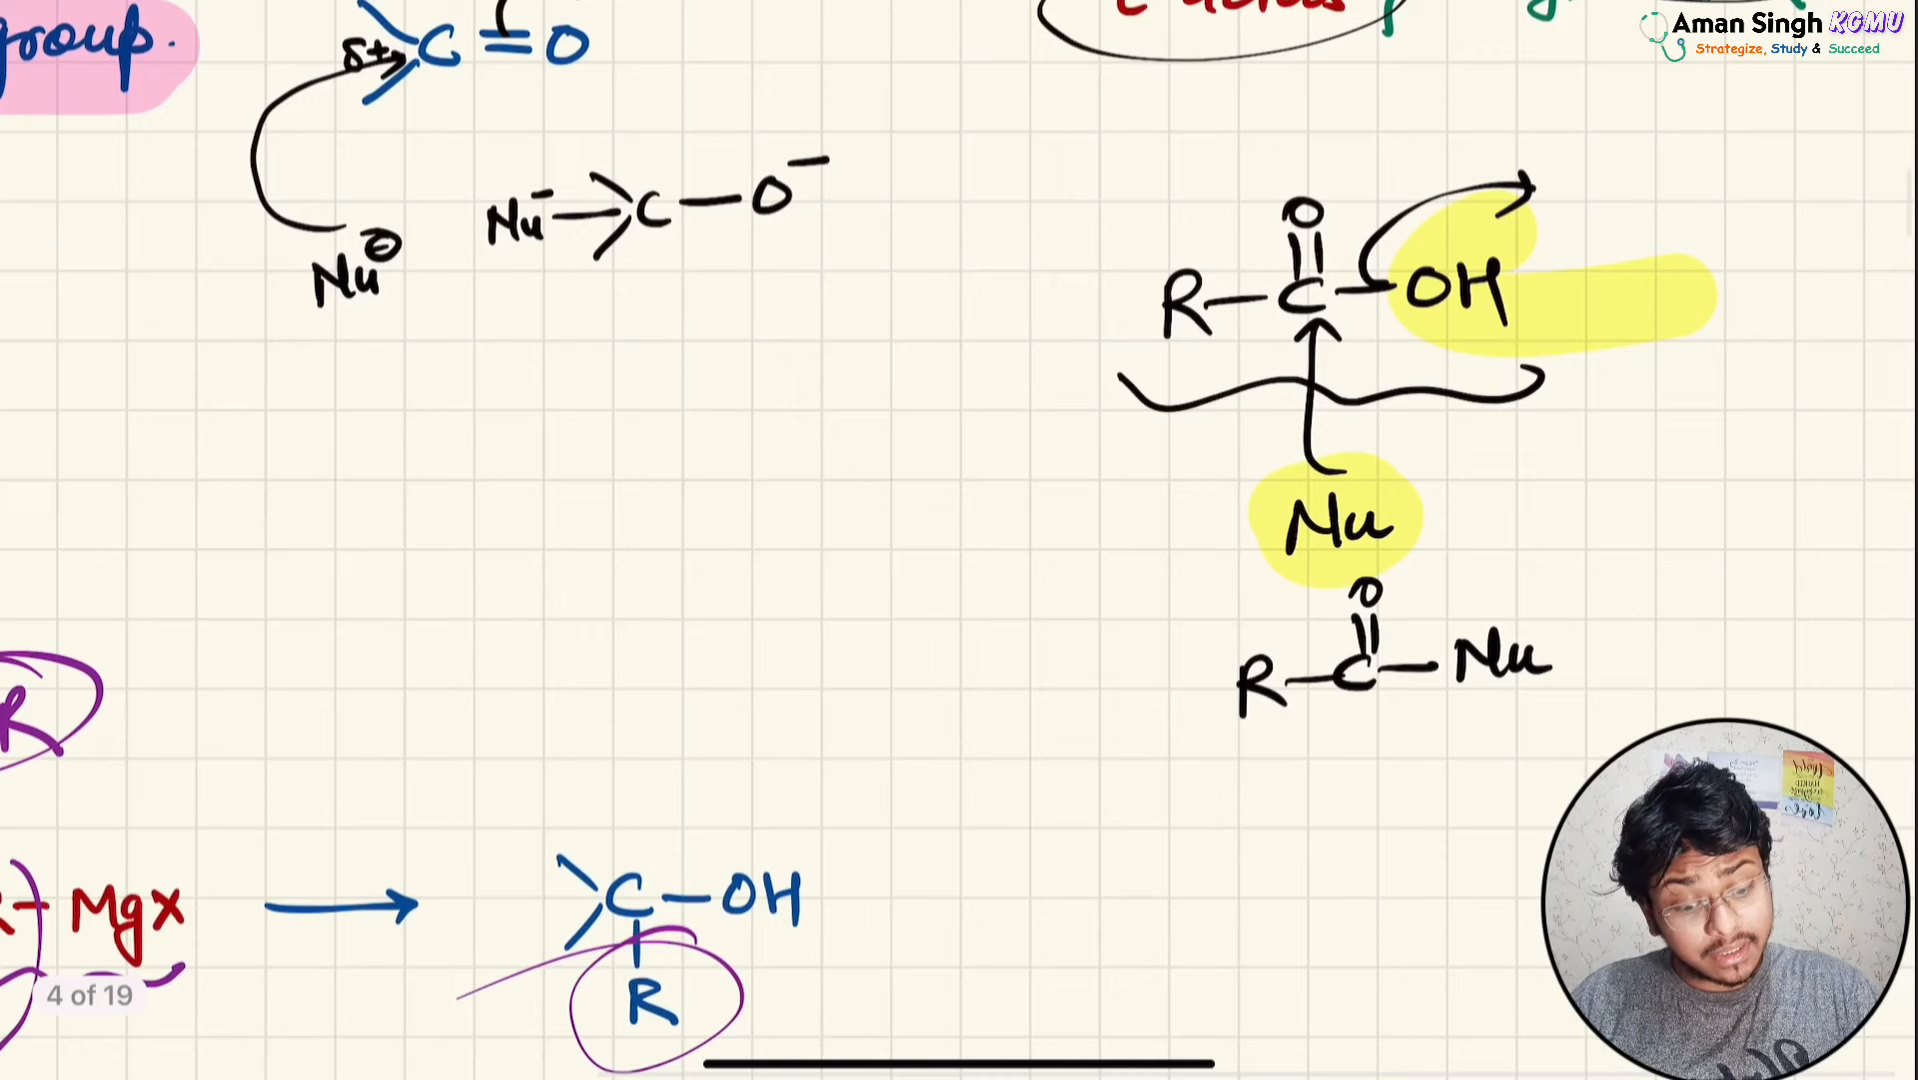 Aman Singh KGMU
Strategize, Study & Succeed
group.
δ+ C = O
Nu⊖
Nu⁻ — C — O⁻
O
R — C — OH
Nu
O
R — C — Nu
R
MgX → C — OH
R
4 of 19